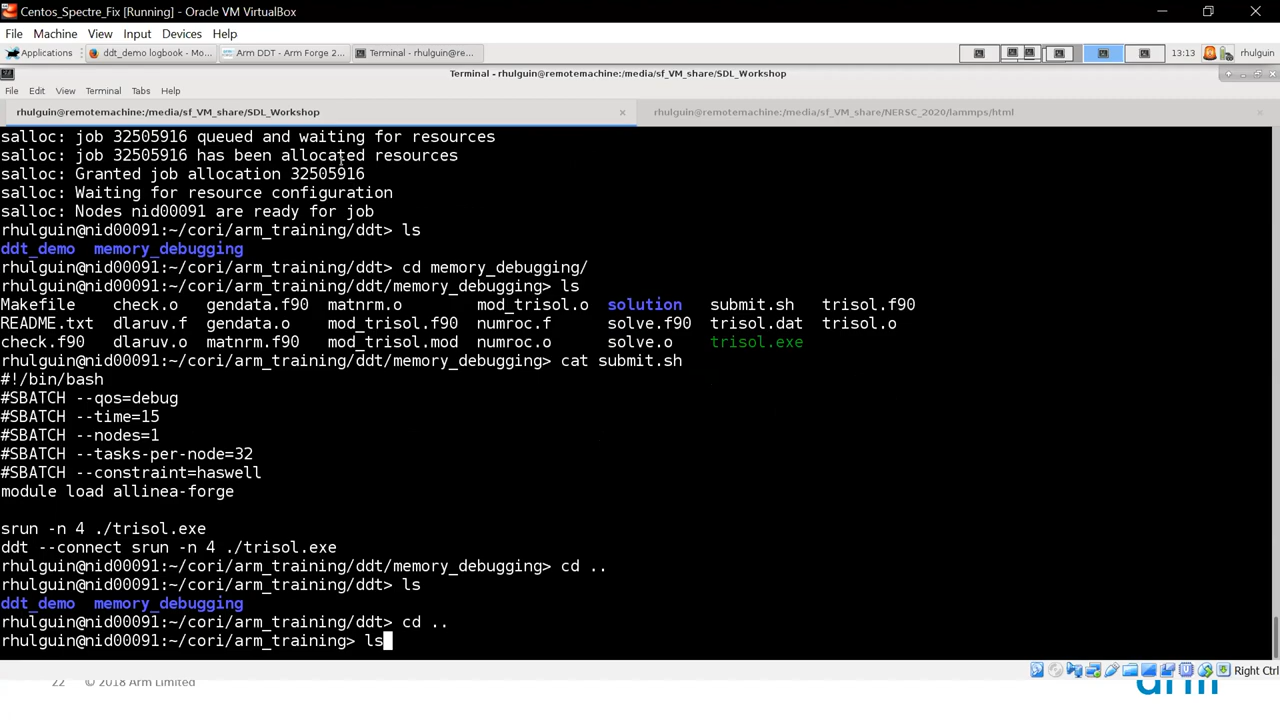 Centos_Spectre_Fix [Running] - Oracle VM VirtualBox
File Machine View Input Devices Help
Applications ddt_demo logbook - Mo... Arm DDT - Arm Forge 2... Terminal - rhulguin@re... 13:13 rhulguin
Terminal - rhulguin@remotemachine:/media/sf_VM_share/SDL_Workshop
File Edit View Terminal Tabs Help
rhulguin@remotemachine:/media/sf_VM_share/SDL_Workshop rhulguin@remotemachine:/media/sf_VM_share/NERSC_2020/lammps/html
salloc: job 32505916 queued and waiting for resources
salloc: job 32505916 has been allocated resources
salloc: Granted job allocation 32505916
salloc: Waiting for resource configuration
salloc: Nodes nid00091 are ready for job
rhulguin@nid00091:~/cori/arm_training/ddt> ls
ddt_demo memory_debugging
rhulguin@nid00091:~/cori/arm_training/ddt> cd memory_debugging/
rhulguin@nid00091:~/cori/arm_training/ddt/memory_debugging> ls
Makefile check.o gendata.f90 matnrm.o mod_trisol.o solution submit.sh trisol.f90
README.txt dlaruv.f gendata.o mod_trisol.f90 numroc.f solve.f90 trisol.dat trisol.o
check.f90 dlaruv.o matnrm.f90 mod_trisol.mod numroc.o solve.o trisol.exe
rhulguin@nid00091:~/cori/arm_training/ddt/memory_debugging> cat submit.sh
#!/bin/bash
#SBATCH --qos=debug
#SBATCH --time=15
#SBATCH --nodes=1
#SBATCH --tasks-per-node=32
#SBATCH --constraint=haswell
module load allinea-forge
srun -n 4 ./trisol.exe
ddt --connect srun -n 4 ./trisol.exe
rhulguin@nid00091:~/cori/arm_training/ddt/memory_debugging> cd ..
rhulguin@nid00091:~/cori/arm_training/ddt> ls
ddt_demo memory_debugging
rhulguin@nid00091:~/cori/arm_training/ddt> cd ..
rhulguin@nid00091:~/cori/arm_training> ls
Right Ctrl
22 © 2018 Arm Limited
arm